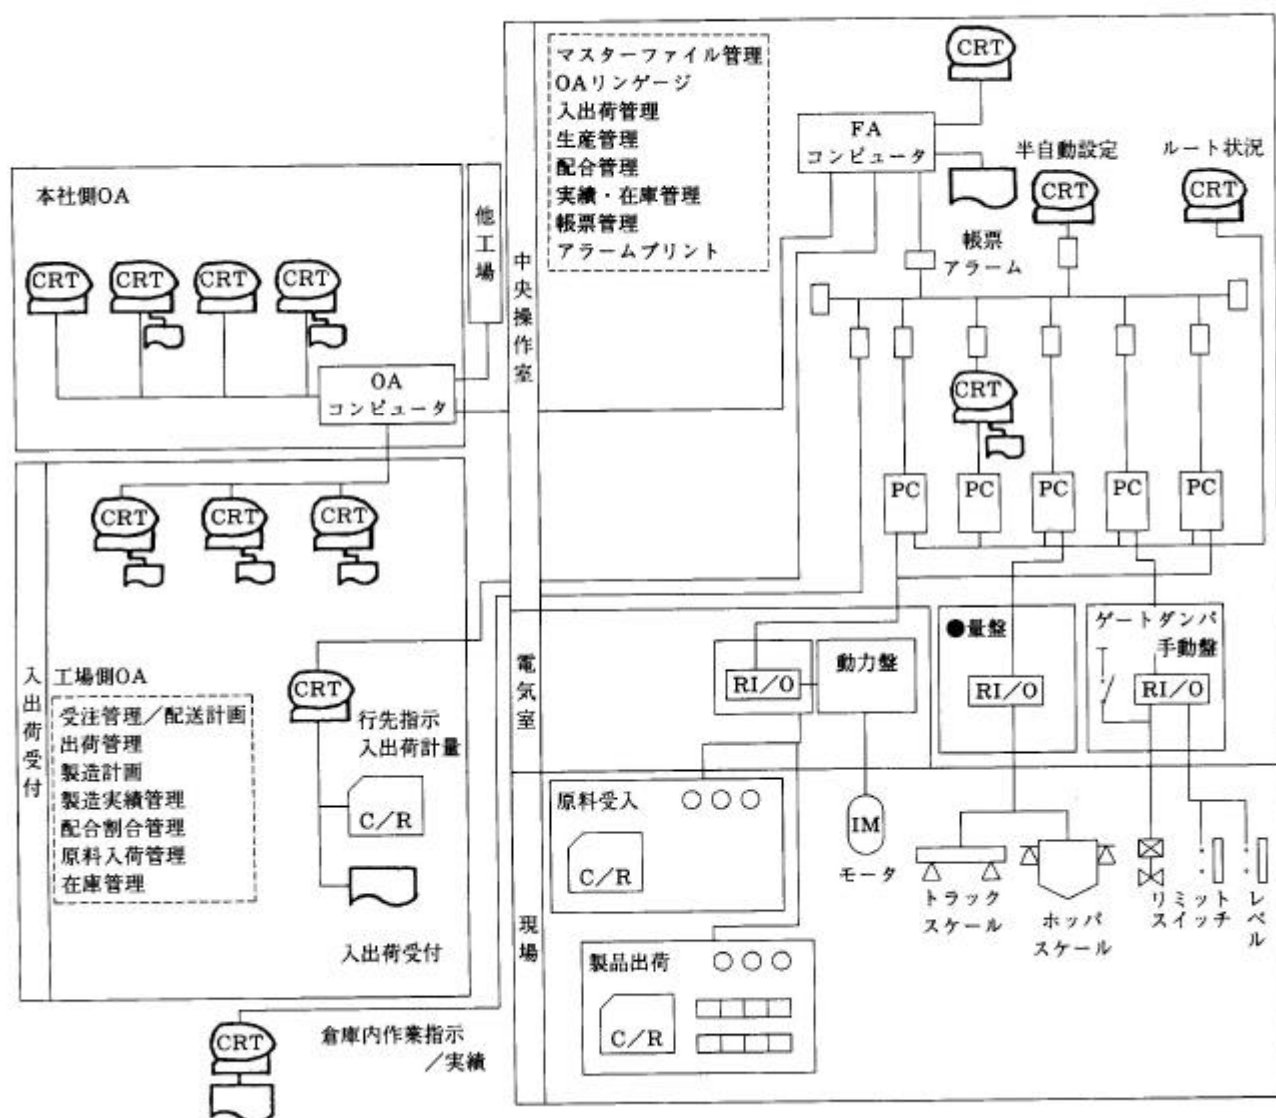 本社側OA
CRT
CRT
CRT
CRT
他工場
OA
コンピュータ
中央操作室
マスターファイル管理
OAリンゲージ
入出荷管理
生産管理
配合管理
実績・在庫管理
帳票管理
アラームプリント
CRT
FA
コンピュータ
帳票
アラーム
半自動設定
CRT
ルート状況
CRT
CRT
PC
PC
PC
PC
PC
入出荷受付
CRT
CRT
CRT
工場側OA
受注管理／配送計画
出荷管理
製造計画
製造実績管理
配合割合管理
原料入荷管理
在庫管理
CRT
行先指示
入出荷計量
C/R
入出荷受付
CRT
倉庫内作業指示
／実績
電気室
RI/O
動力盤
●量盤
RI/O
ゲートダンパ
手動盤
RI/O
現場
原料受入
C/R
製品出荷
C/R
IM
モータ
トラック
スケール
ホッパ
スケール
リミット
スイッチ
レベル